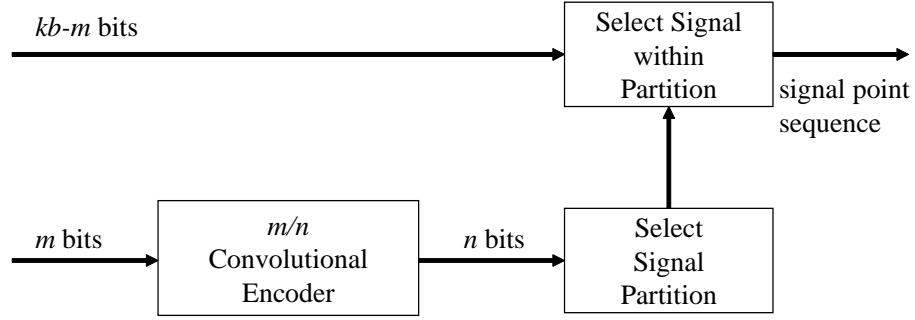 kb-m bits
Select Signal
within
Partition
signal point
sequence
m bits
m/n
Convolutional
Encoder
n bits
Select
Signal
Partition